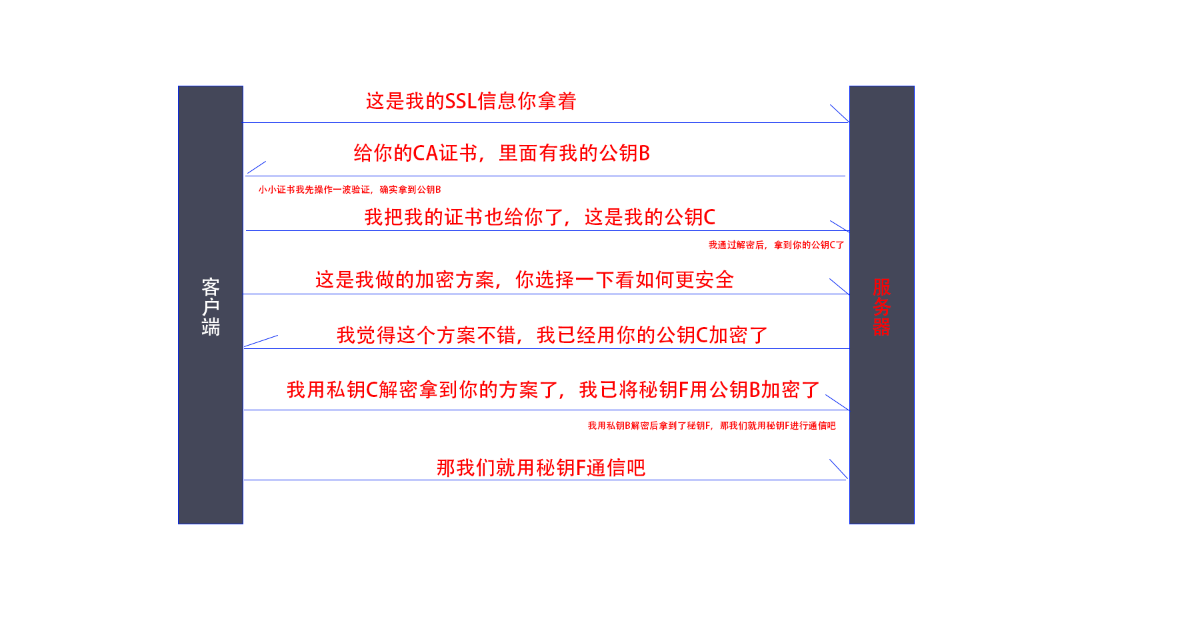 这是我的SSL信息你拿着
给你的CA证书，里面有我的公钥B
小小证书我先操作一波验证，确实拿到公钥B
我把我的证书也给你了，这是我的公钥C
我通过解密后，拿到你的公钥C了
这是我做的加密方案，你选择一下看如何更安全
客户端
服务器
我觉得这个方案不错，我已经用你的公钥C加密了
我用私钥C解密拿到你的方案了，我已将秘钥F用公钥B加密了
我用私钥B解密后拿到了秘钥F，那我们就用秘钥F进行通信吧
那我们就用秘钥F通信吧